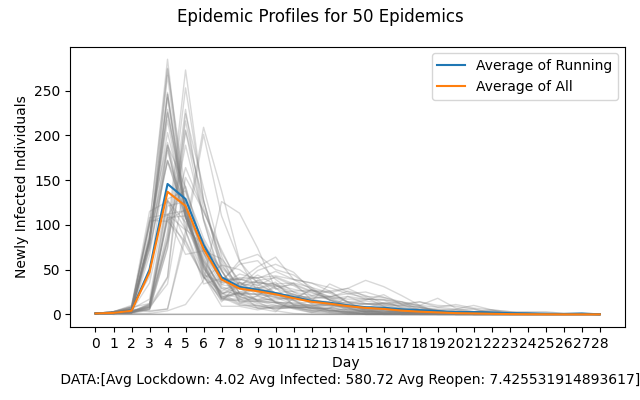 Epidemic Profiles for 50 Epidemics
Average of Running
Average of All
Newly Infected Individuals
250
200
150
100
50
0
0 1 2 3 4 5 6 7 8 9 10 11 12 13 14 15 16 17 18 19 20 21 22 23 24 25 26 27 28
Day
DATA:[Avg Lockdown: 4.02 Avg Infected: 580.72 Avg Reopen: 7.425531914893617]